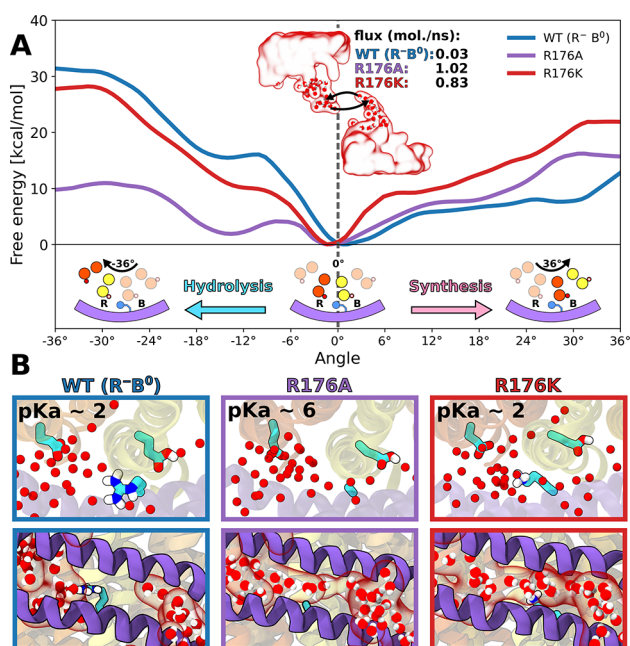 A
flux (mol./ns):
WT (R⁻B⁰): 0.03
R176A: 1.02
R176K: 0.83
WT (R⁻ B⁰)
R176A
R176K
Free energy [kcal/mol]
40
30
20
10
0
-36°
0°
36°
Hydrolysis
Synthesis
R B
R B
R B
-36° -30° -24° -18° -12° -6° 0° 6° 12° 18° 24° 30° 36°
Angle
B
WT (R⁻B⁰)
R176A
R176K
pKa ~ 2
pKa ~ 6
pKa ~ 2